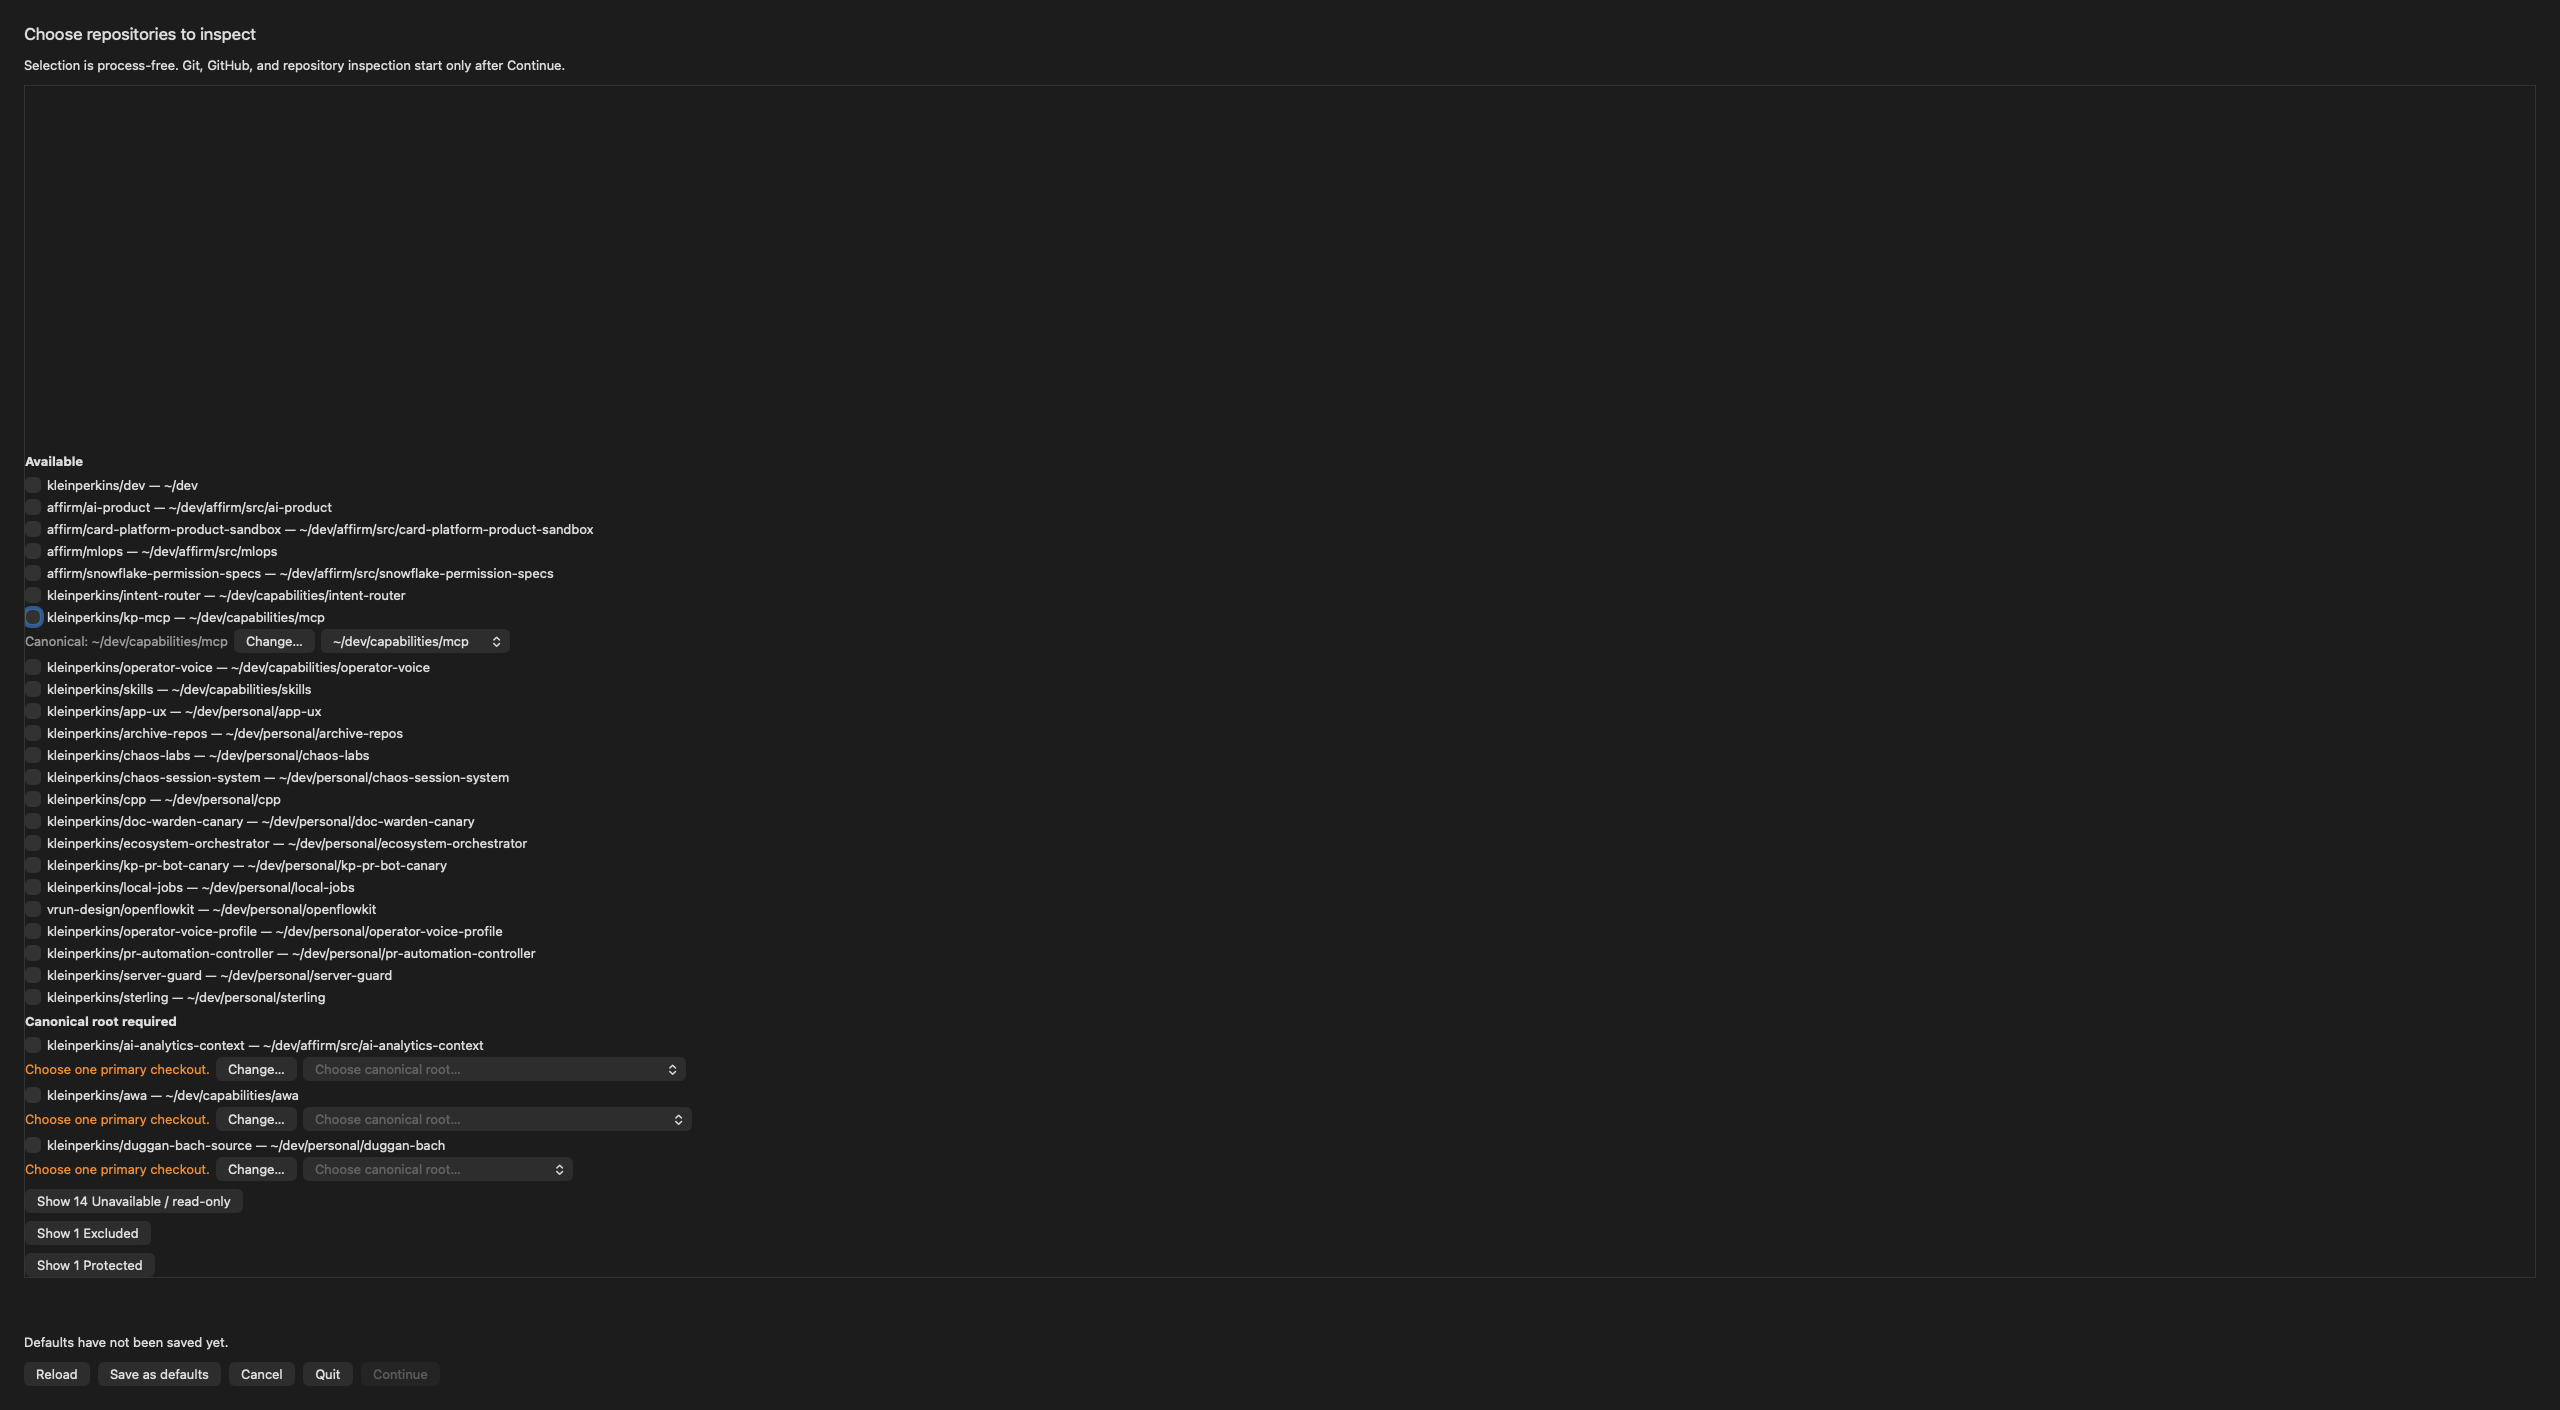 Choose repositories to inspect
Selection is process-free. Git, GitHub, and repository inspection start only after Continue.
Available
kleinperkins/dev — ~/dev
affirm/ai-product — ~/dev/affirm/src/ai-product
affirm/card-platform-product-sandbox — ~/dev/affirm/src/card-platform-product-sandbox
affirm/mlops — ~/dev/affirm/src/mlops
affirm/snowflake-permission-specs — ~/dev/affirm/src/snowflake-permission-specs
kleinperkins/intent-router — ~/dev/capabilities/intent-router
kleinperkins/kp-mcp — ~/dev/capabilities/mcp
Canonical: ~/dev/capabilities/mcp Change... ~/dev/capabilities/mcp
kleinperkins/operator-voice — ~/dev/capabilities/operator-voice
kleinperkins/skills — ~/dev/capabilities/skills
kleinperkins/app-ux — ~/dev/personal/app-ux
kleinperkins/archive-repos — ~/dev/personal/archive-repos
kleinperkins/chaos-labs — ~/dev/personal/chaos-labs
kleinperkins/chaos-session-system — ~/dev/personal/chaos-session-system
kleinperkins/cpp — ~/dev/personal/cpp
kleinperkins/doc-warden-canary — ~/dev/personal/doc-warden-canary
kleinperkins/ecosystem-orchestrator — ~/dev/personal/ecosystem-orchestrator
kleinperkins/kp-pr-bot-canary — ~/dev/personal/kp-pr-bot-canary
kleinperkins/local-jobs — ~/dev/personal/local-jobs
vrun-design/openflowkit — ~/dev/personal/openflowkit
kleinperkins/operator-voice-profile — ~/dev/personal/operator-voice-profile
kleinperkins/pr-automation-controller — ~/dev/personal/pr-automation-controller
kleinperkins/server-guard — ~/dev/personal/server-guard
kleinperkins/sterling — ~/dev/personal/sterling
Canonical root required
kleinperkins/ai-analytics-context — ~/dev/affirm/src/ai-analytics-context
Choose one primary checkout. Change... Choose canonical root...
kleinperkins/awa — ~/dev/capabilities/awa
Choose one primary checkout. Change... Choose canonical root...
kleinperkins/duggan-bach-source — ~/dev/personal/duggan-bach
Choose one primary checkout. Change... Choose canonical root...
Show 14 Unavailable / read-only
Show 1 Excluded
Show 1 Protected
Defaults have not been saved yet.
Reload Save as defaults Cancel Quit Continue